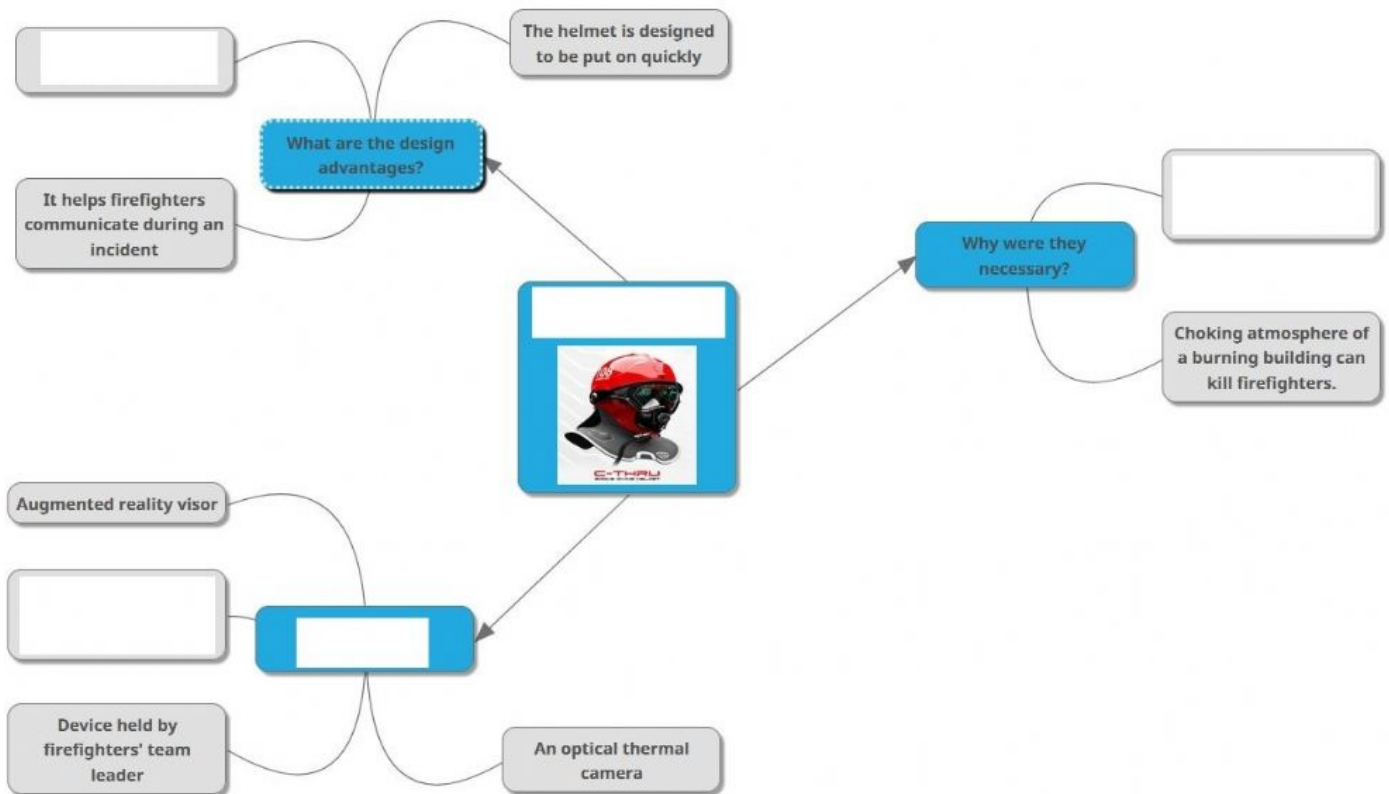 The helmet is designed
to be put on quickly
What are the design
advantages?
It helps firefighters
communicate during an
incident
Why were they
necessary?
Choking atmosphere of
a burning building can
kill firefighters.
C-THRU
Augmented reality visor
Device held by
firefighters' team
leader
An optical thermal
camera